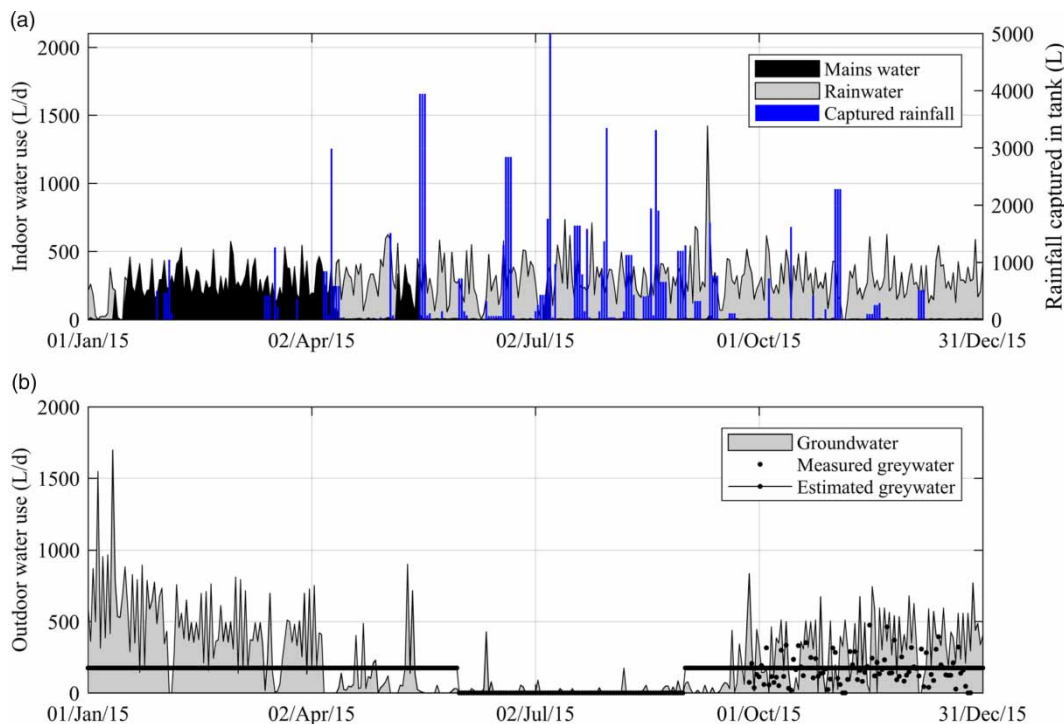 (a)
2000
1500
1000
500
0
Indoor water use (L/d)
5000
4000
3000
2000
1000
0
Rainfall captured in tank (L)
Mains water
Rainwater
Captured rainfall
01/Jan/15 02/Apr/15 02/Jul/15 01/Oct/15 31/Dec/15
(b)
2000
1500
1000
500
0
Outdoor water use (L/d)
Groundwater
Measured greywater
Estimated greywater
01/Jan/15 02/Apr/15 02/Jul/15 01/Oct/15 31/Dec/15